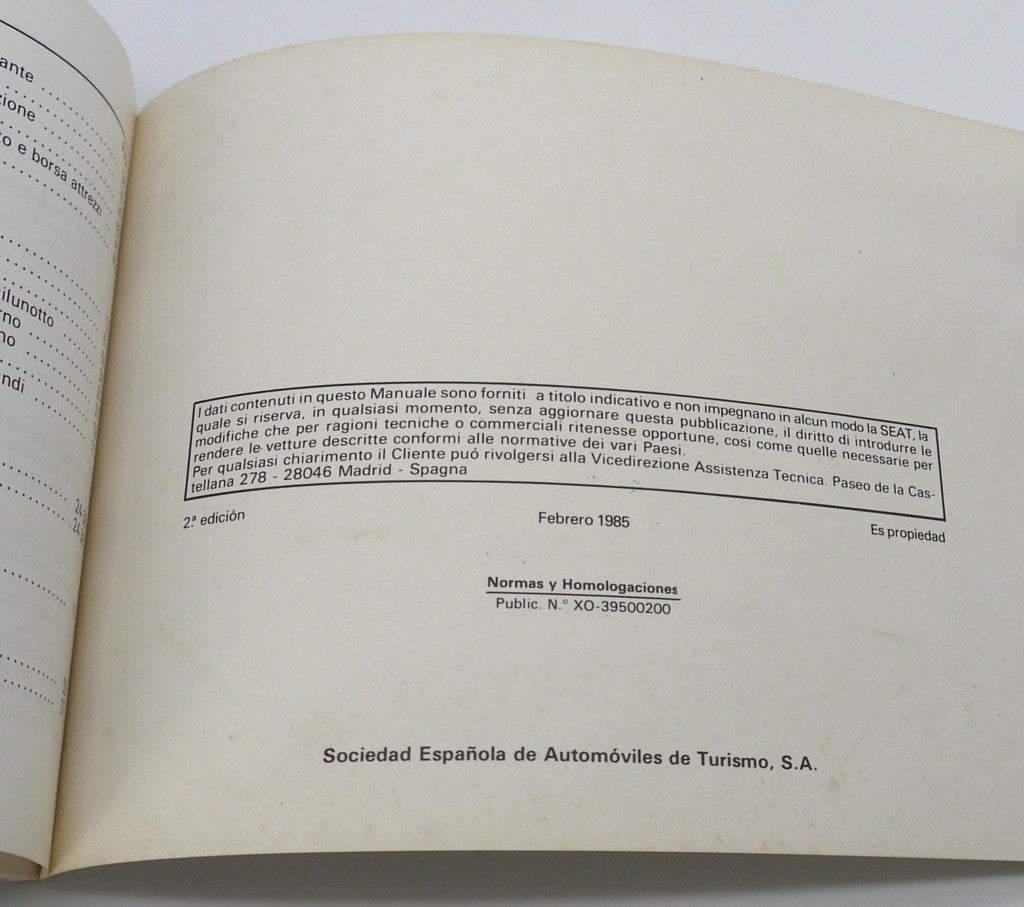 ante
zione
to e borsa attrezzi
ilunotto
rno
no
ndi
I dati contenuti in questo Manuale sono forniti a titolo indicativo e non impegnano in alcun modo la SEAT, la
quale si riserva, in qualsiasi momento, senza aggiornare questa pubblicazione, il diritto di introdurre le
modifiche che per ragioni tecniche o commerciali ritenesse opportune, cosi come quelle necessarie per
rendere le vetture descritte conformi alle normative dei vari Paesi.
Per qualsiasi chiarimento il Cliente puó rivolgersi alla Vicedirezione Assistenza Tecnica. Paseo de la Cas-
tellana 278 - 28046 Madrid - Spagna
2.ª edición Febrero 1985 Es propiedad
Normas y Homologaciones
Public. N.° XO-39500200
Sociedad Española de Automóviles de Turismo, S.A.